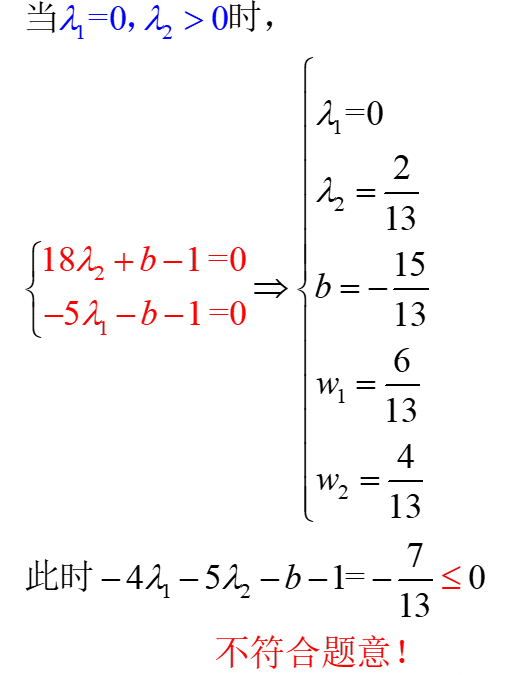 当λ₁=0, λ₂ > 0时，
{18λ₂ + b − 1 = 0
−5λ₁ − b − 1 = 0
⇒ {λ₁ = 0
λ₂ = 2/13
b = −15/13
w₁ = 6/13
w₂ = 4/13
此时 −4λ₁ − 5λ₂ − b − 1 = −7/13 ≤ 0
不符合题意！